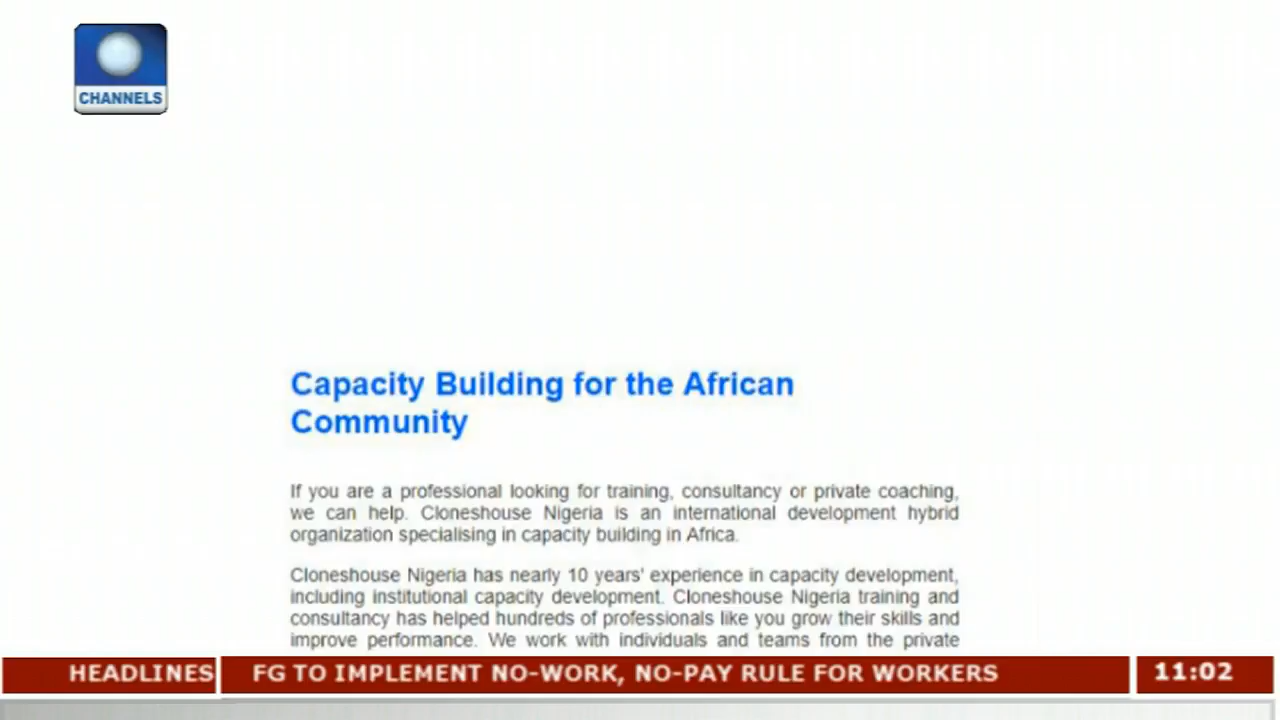 CHANNELS
Capacity Building for the African
Community
If you are a professional looking for training, consultancy or private coaching,
we can help. Cloneshouse Nigeria is an international development hybrid
organization specialising in capacity building in Africa.
Cloneshouse Nigeria has nearly 10 years' experience in capacity development,
including institutional capacity development. Cloneshouse Nigeria training and
consultancy has helped hundreds of professionals like you grow their skills and
improve performance. We work with individuals and teams from the private
HEADLINES FG TO IMPLEMENT NO-WORK, NO-PAY RULE FOR WORKERS 11:02